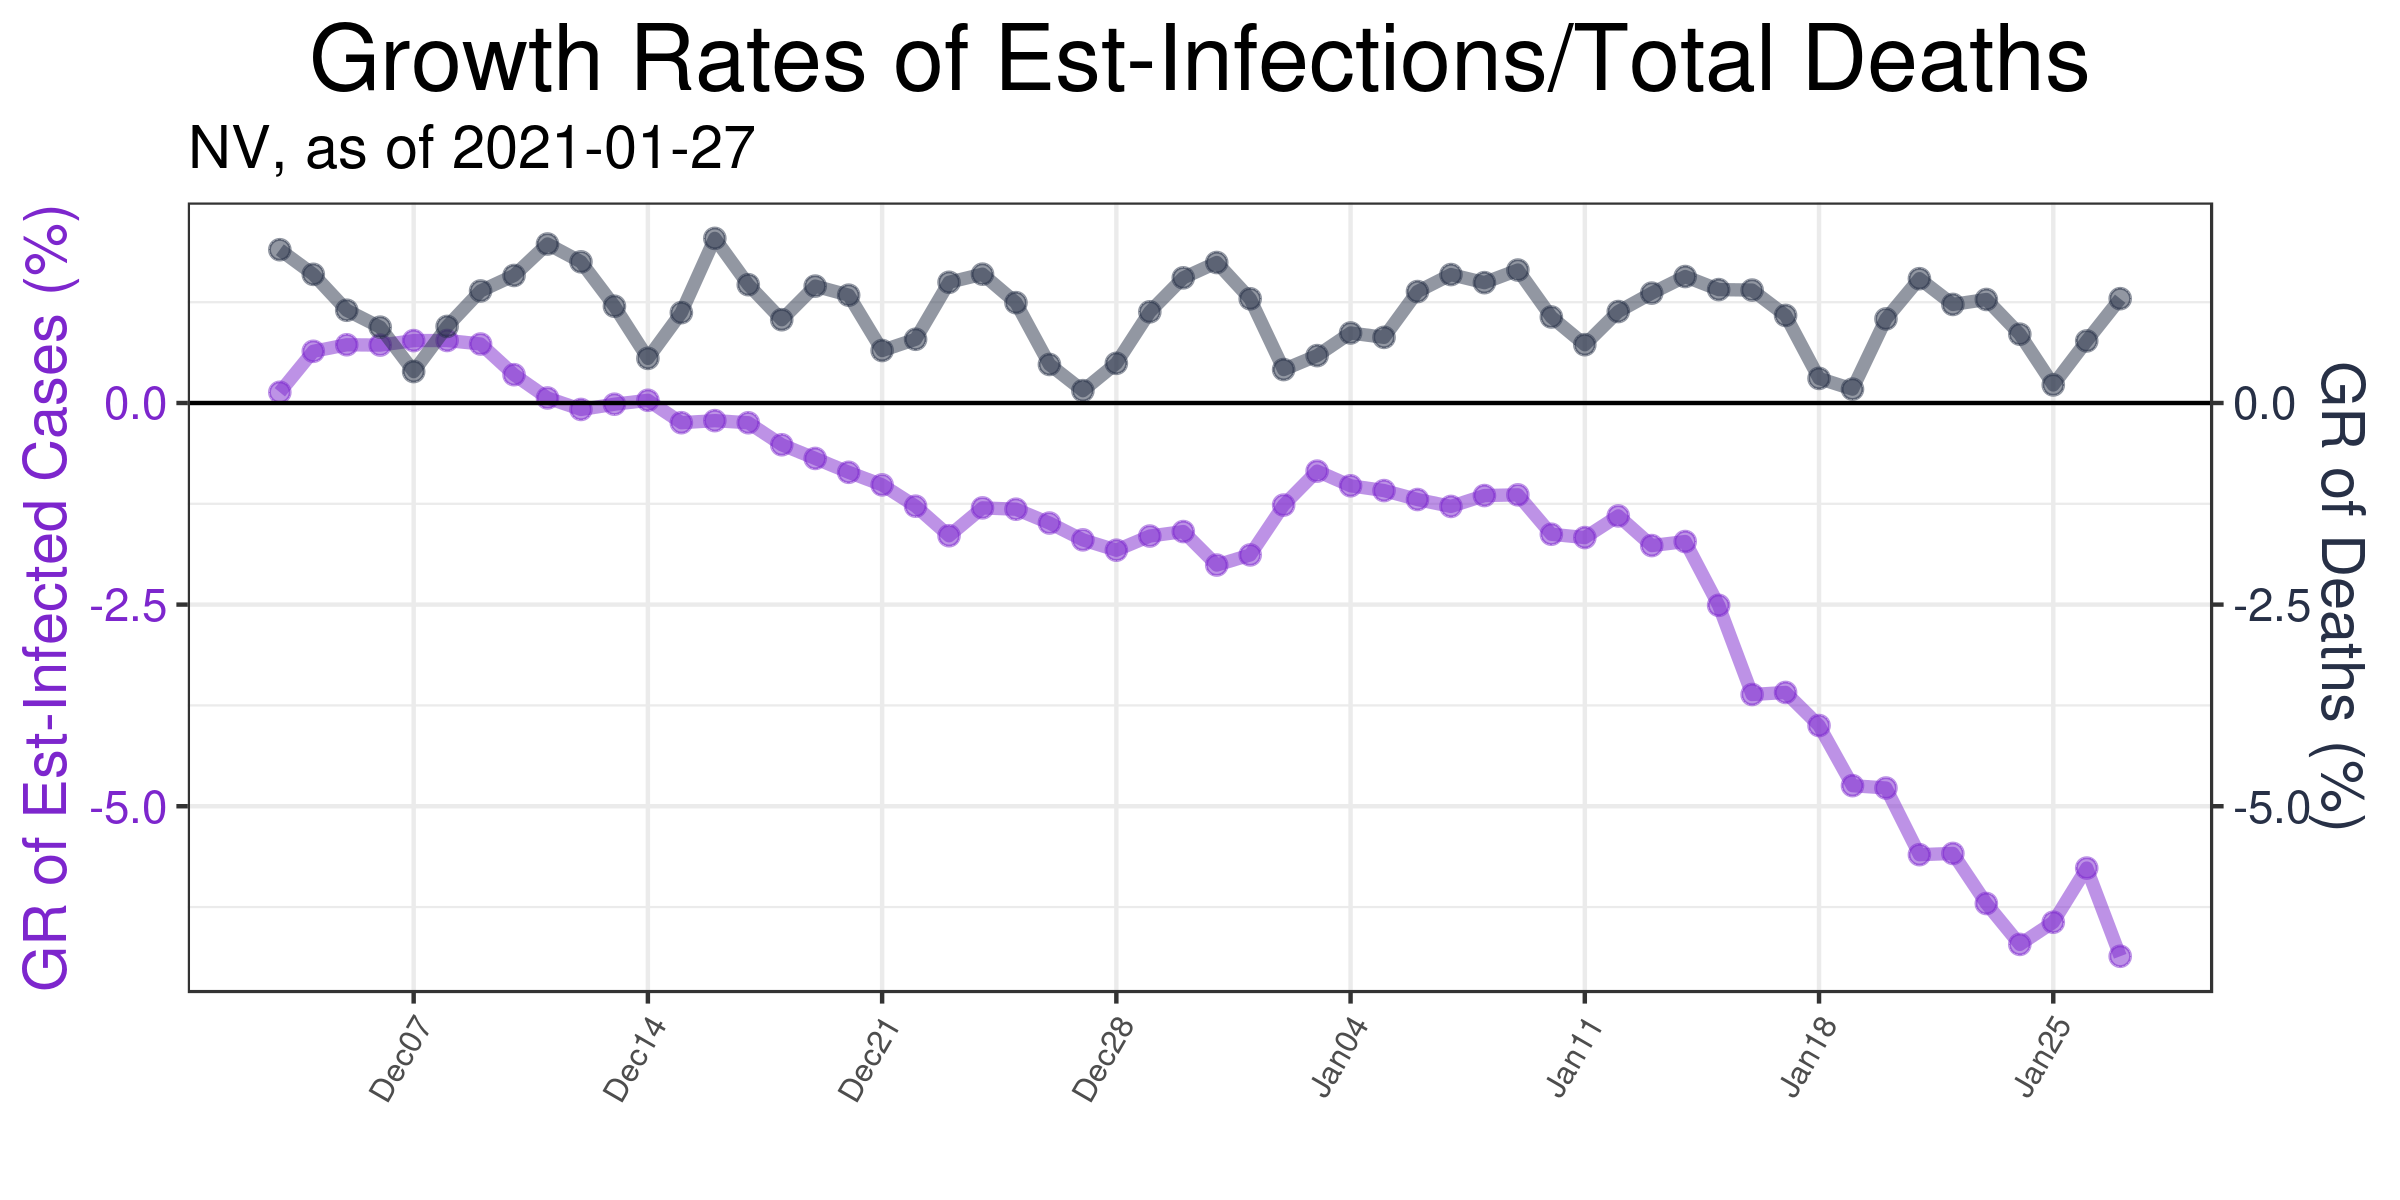 Growth Rates of Est-Infections/Total Deaths
NV, as of 2021-01-27
GR of Est-Infected Cases (%)
0.0
-2.5
-5.0
0.0
-2.5
-5.0
GR of Deaths (%)
Dec07
Dec14
Dec21
Dec28
Jan04
Jan11
Jan18
Jan25